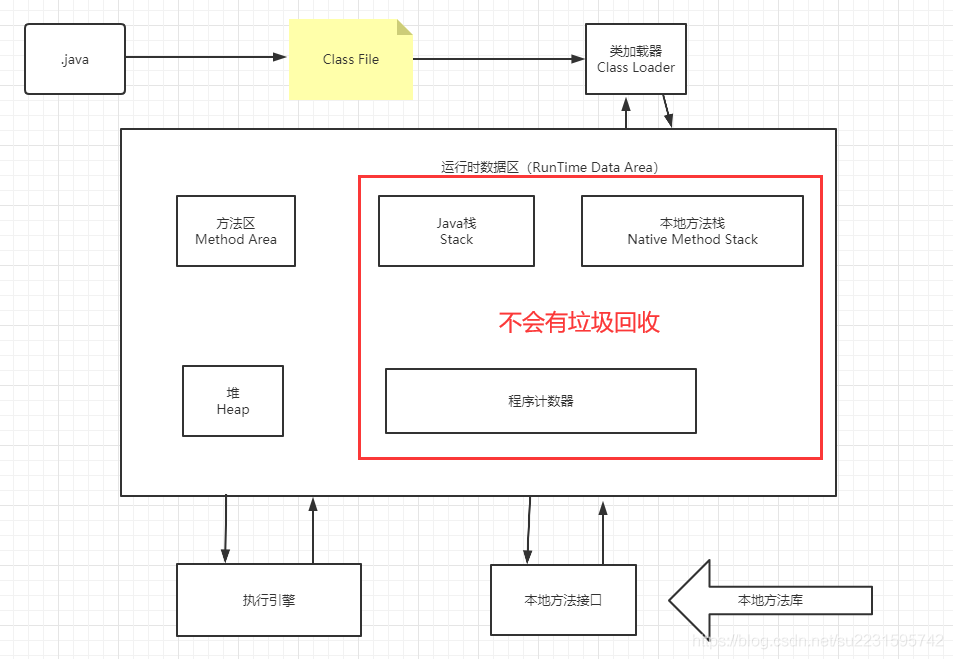 .java
Class File
类加载器
Class Loader
运行时数据区（RunTime Data Area）
方法区
Method Area
Java栈
Stack
本地方法栈
Native Method Stack
不会有垃圾回收
堆
Heap
程序计数器
执行引擎
本地方法接口
本地方法库
https://blog.csdn.net/su2231595742